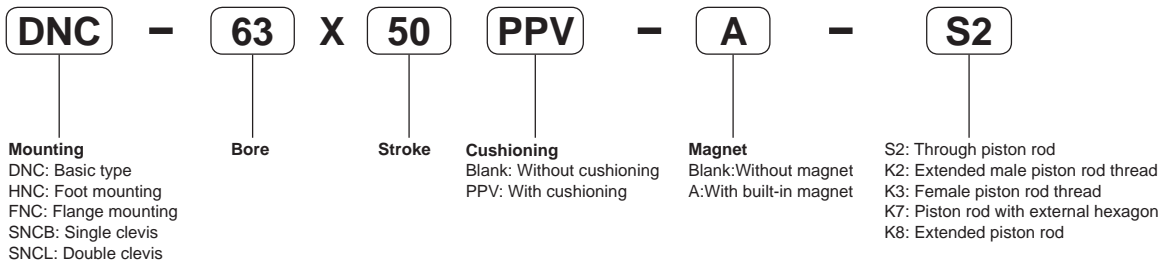 DNC - 63 X 50 PPV - A - S2
Mounting
DNC: Basic type
HNC: Foot mounting
FNC: Flange mounting
SNCB: Single clevis
SNCL: Double clevis
Bore
Stroke
Cushioning
Blank: Without cushioning
PPV: With cushioning
Magnet
Blank:Without magnet
A:With built-in magnet
S2: Through piston rod
K2: Extended male piston rod thread
K3: Female piston rod thread
K7: Piston rod with external hexagon
K8: Extended piston rod